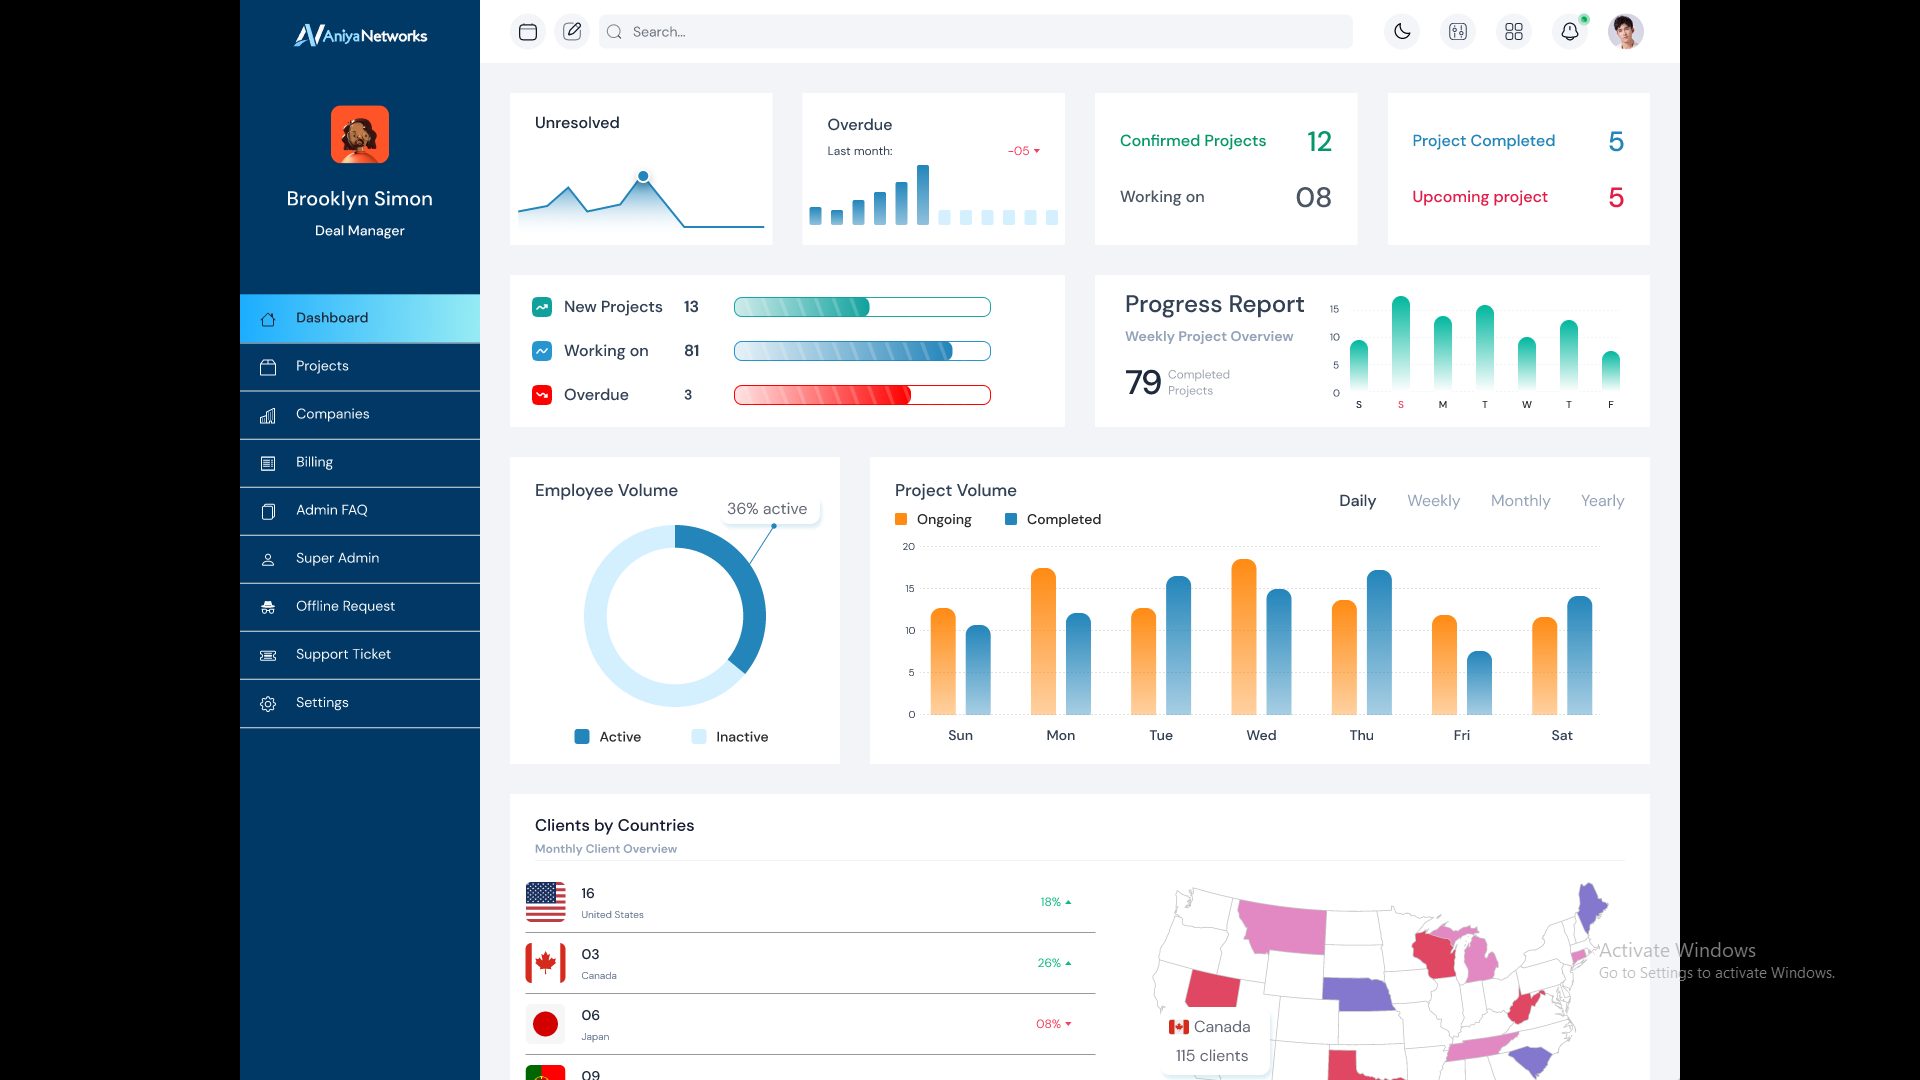 AniyaNetworks
Search...
Brooklyn Simon
Deal Manager
Dashboard
Projects
Companies
Billing
Admin FAQ
Super Admin
Offline Request
Support Ticket
Settings
Unresolved
Overdue
Last month:
-05
Confirmed Projects 12
Working on 08
Project Completed 5
Upcoming project 5
New Projects 13
Working on 81
Overdue 3
Progress Report
Weekly Project Overview
79 Completed
Projects
15
10
5
0
S S M T W T F
Employee Volume
36% active
Active Inactive
Project Volume
Ongoing Completed
Daily Weekly Monthly Yearly
20
15
10
5
0
Sun Mon Tue Wed Thu Fri Sat
Clients by Countries
Monthly Client Overview
16
United States
18%
03
Canada
26%
06
Japan
08%
09
Canada
115 clients
Activate Windows
Go to Settings to activate Windows.